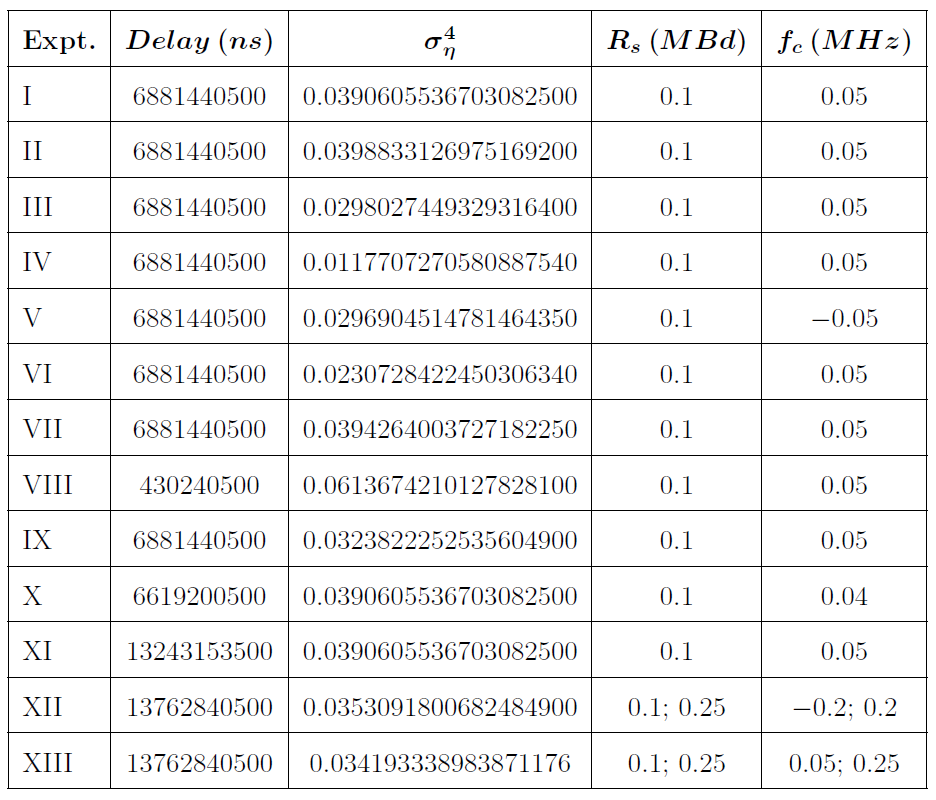 Expt. Delay (ns) σ_η^4 R_s (MBd) f_c (MHz)
I 6881440500 0.0390605536703082500 0.1 0.05
II 6881440500 0.0398833126975169200 0.1 0.05
III 6881440500 0.0298027449329316400 0.1 0.05
IV 6881440500 0.0117707270580887540 0.1 0.05
V 6881440500 0.0296904514781464350 0.1 −0.05
VI 6881440500 0.0230728422450306340 0.1 0.05
VII 6881440500 0.0394264003727182250 0.1 0.05
VIII 430240500 0.0613674210127828100 0.1 0.05
IX 6881440500 0.0323822252535604900 0.1 0.05
X 6619200500 0.0390605536703082500 0.1 0.04
XI 13243153500 0.0390605536703082500 0.1 0.05
XII 13762840500 0.0353091800682484900 0.1; 0.25 −0.2; 0.2
XIII 13762840500 0.034193338983871176 0.1; 0.25 0.05; 0.25